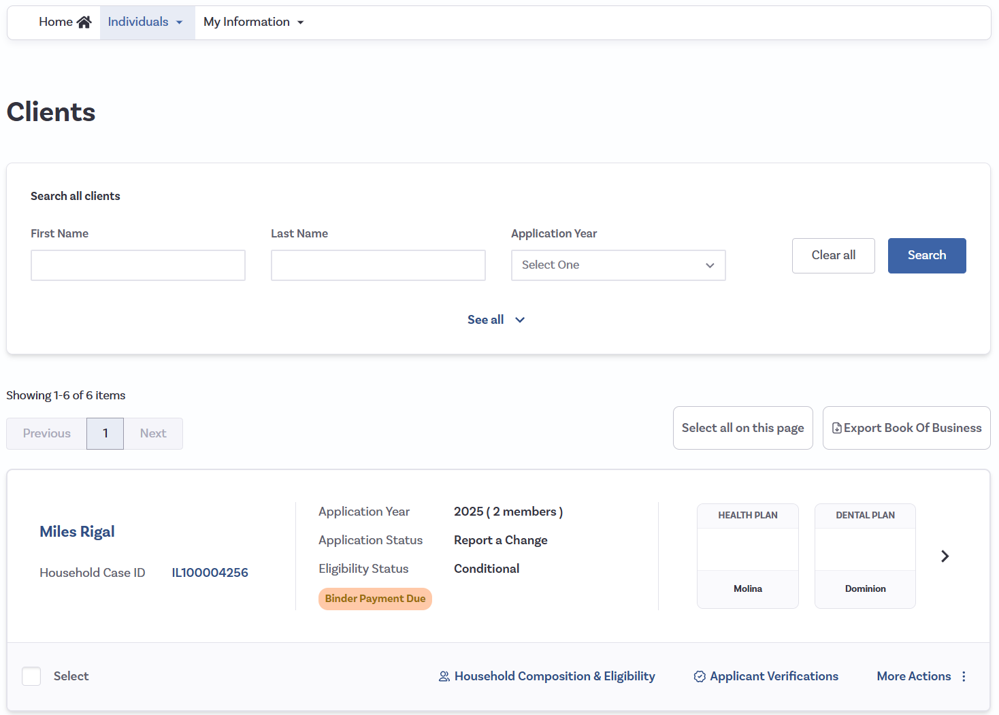 Home Individuals My Information
Clients
Search all clients
First Name Last Name Application Year
Select One
Clear all Search
See all
Showing 1-6 of 6 items
Previous 1 Next
Select all on this page Export Book Of Business
Miles Rigal
Household Case ID IL100004256
Application Year 2025 ( 2 members )
Application Status Report a Change
Eligibility Status Conditional
Binder Payment Due
HEALTH PLAN
Molina
DENTAL PLAN
Dominion
Select Household Composition & Eligibility Applicant Verifications More Actions